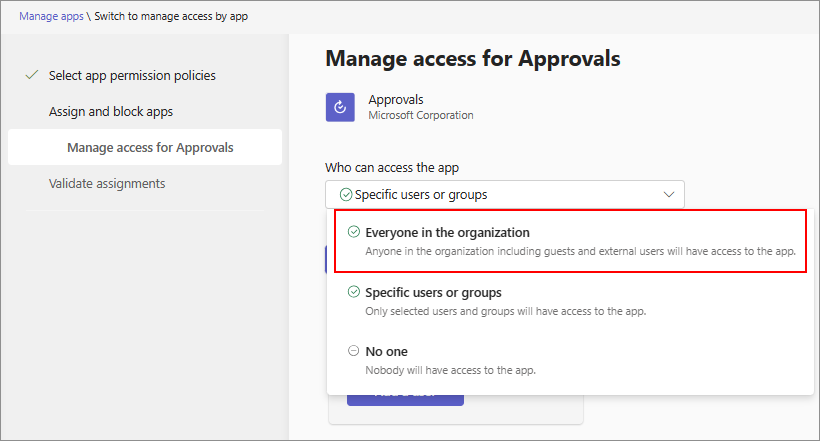 Manage apps \ Switch to manage access by app
Select app permission policies
Assign and block apps
Manage access for Approvals
Validate assignments
Manage access for Approvals
Approvals
Microsoft Corporation
Who can access the app
Specific users or groups
Everyone in the organization
Anyone in the organization including guests and external users will have access to the app.
Specific users or groups
Only selected users and groups will have access to the app.
No one
Nobody will have access to the app.